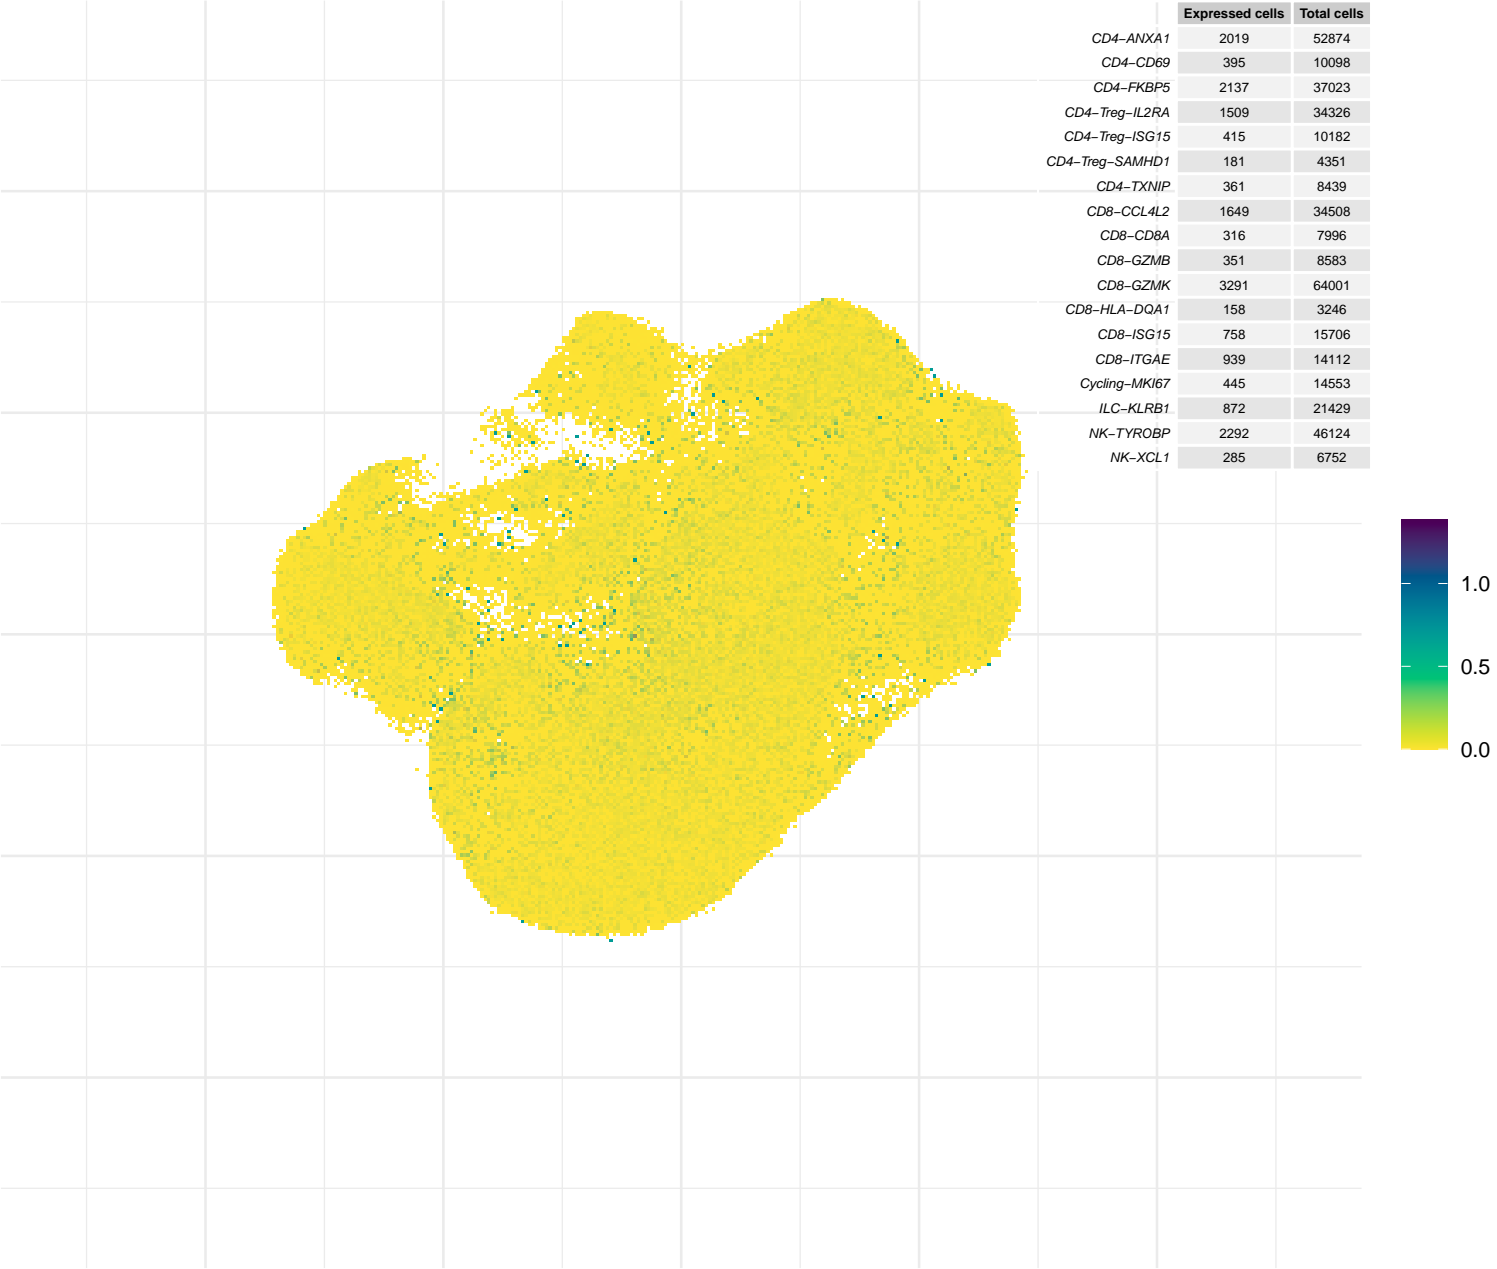 Expressed cells Total cells
CD4−ANXA1 2019 52874
CD4−CD69 395 10098
CD4−FKBP5 2137 37023
CD4−Treg−IL2RA 1509 34326
CD4−Treg−ISG15 415 10182
CD4−Treg−SAMHD1 181 4351
CD4−TXNIP 361 8439
CD8−CCL4L2 1649 34508
CD8−CD8A 316 7996
CD8−GZMB 351 8583
CD8−GZMK 3291 64001
CD8−HLA−DQA1 158 3246
CD8−ISG15 758 15706
CD8−ITGAE 939 14112
Cycling−MKI67 445 14553
ILC−KLRB1 872 21429
NK−TYROBP 2292 46124
NK−XCL1 285 6752
1.0
0.5
0.0